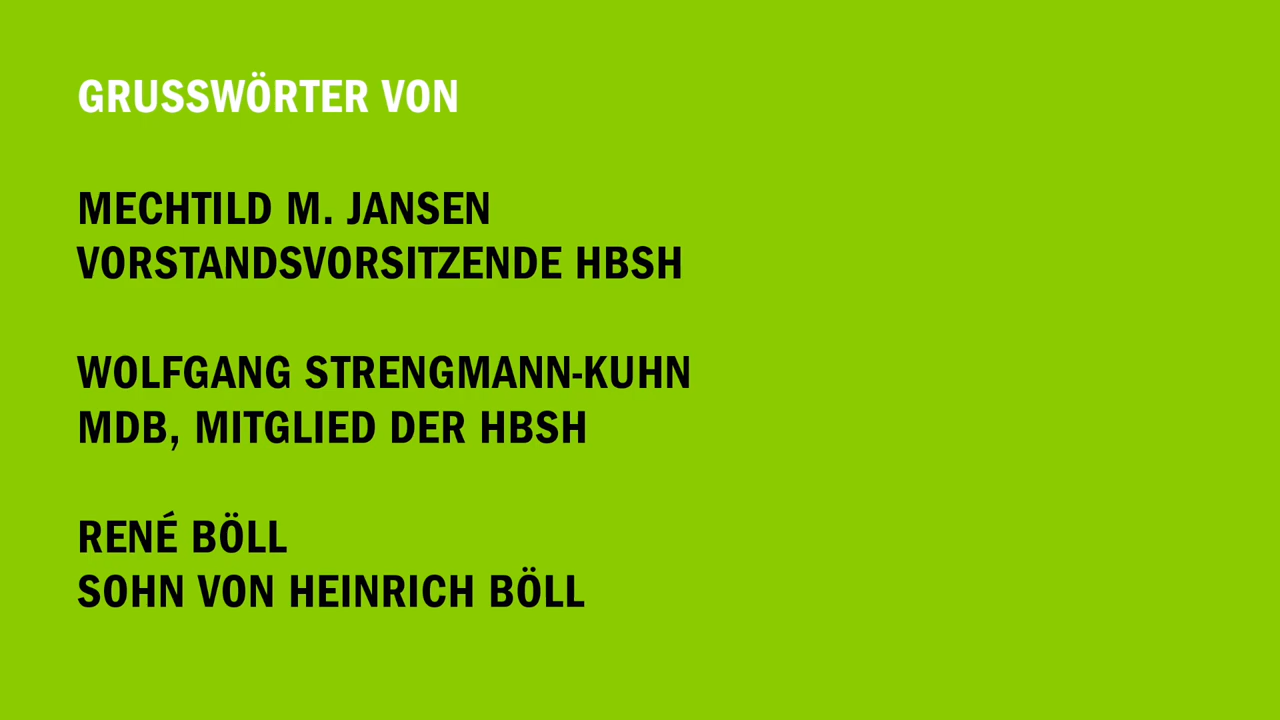 GRUSSWÖRTER VON
MECHTILD M. JANSEN
VORSTANDSVORSITZENDE HBSH
WOLFGANG STRENGMANN-KUHN
MDB, MITGLIED DER HBSH
RENÉ BÖLL
SOHN VON HEINRICH BÖLL